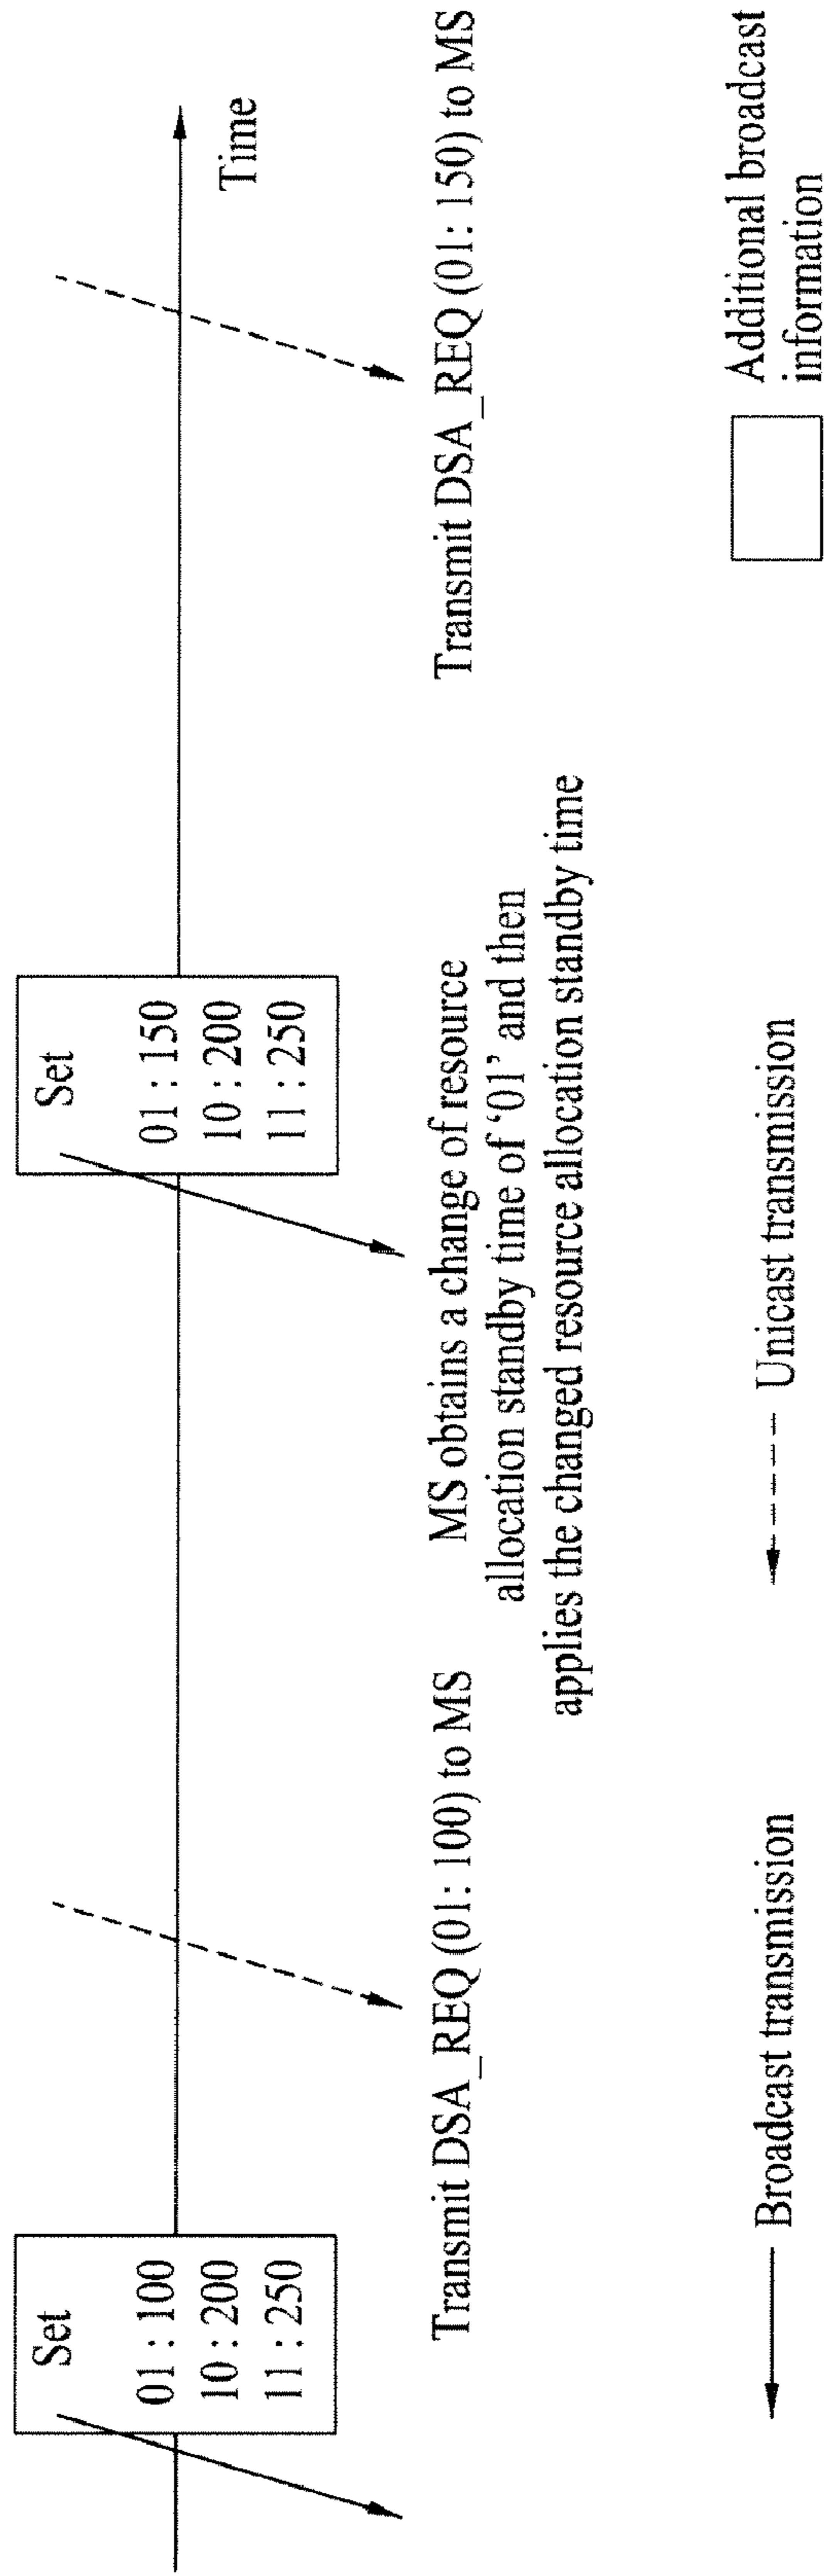 Set
01 : 100
10 : 200
11 : 250
Set
01 : 150
10 : 200
11 : 250
Time
Transmit DSA_REQ (01: 100) to MS
MS obtains a change of resource
allocation standby time of ‘01’ and then
applies the changed resource allocation standby time
Transmit DSA_REQ (01: 150) to MS
Broadcast transmission
Unicast transmission
Additional broadcast
information